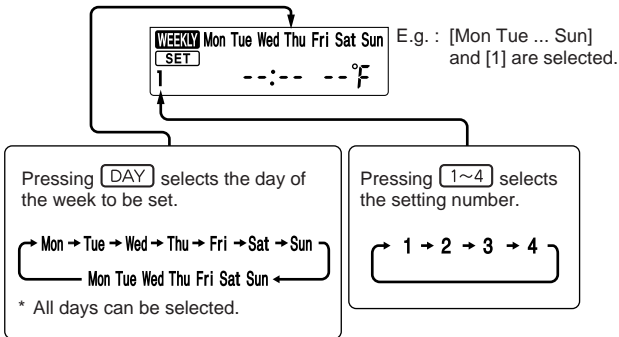 WEEKLY Mon Tue Wed Thu Fri Sat Sun
SET
1 --:-- --°F
E.g. : [Mon Tue ... Sun]
and [1] are selected.
Pressing DAY selects the day of
the week to be set.
Mon → Tue → Wed → Thu → Fri → Sat → Sun
Mon Tue Wed Thu Fri Sat Sun
* All days can be selected.
Pressing 1~4 selects
the setting number.
1 → 2 → 3 → 4